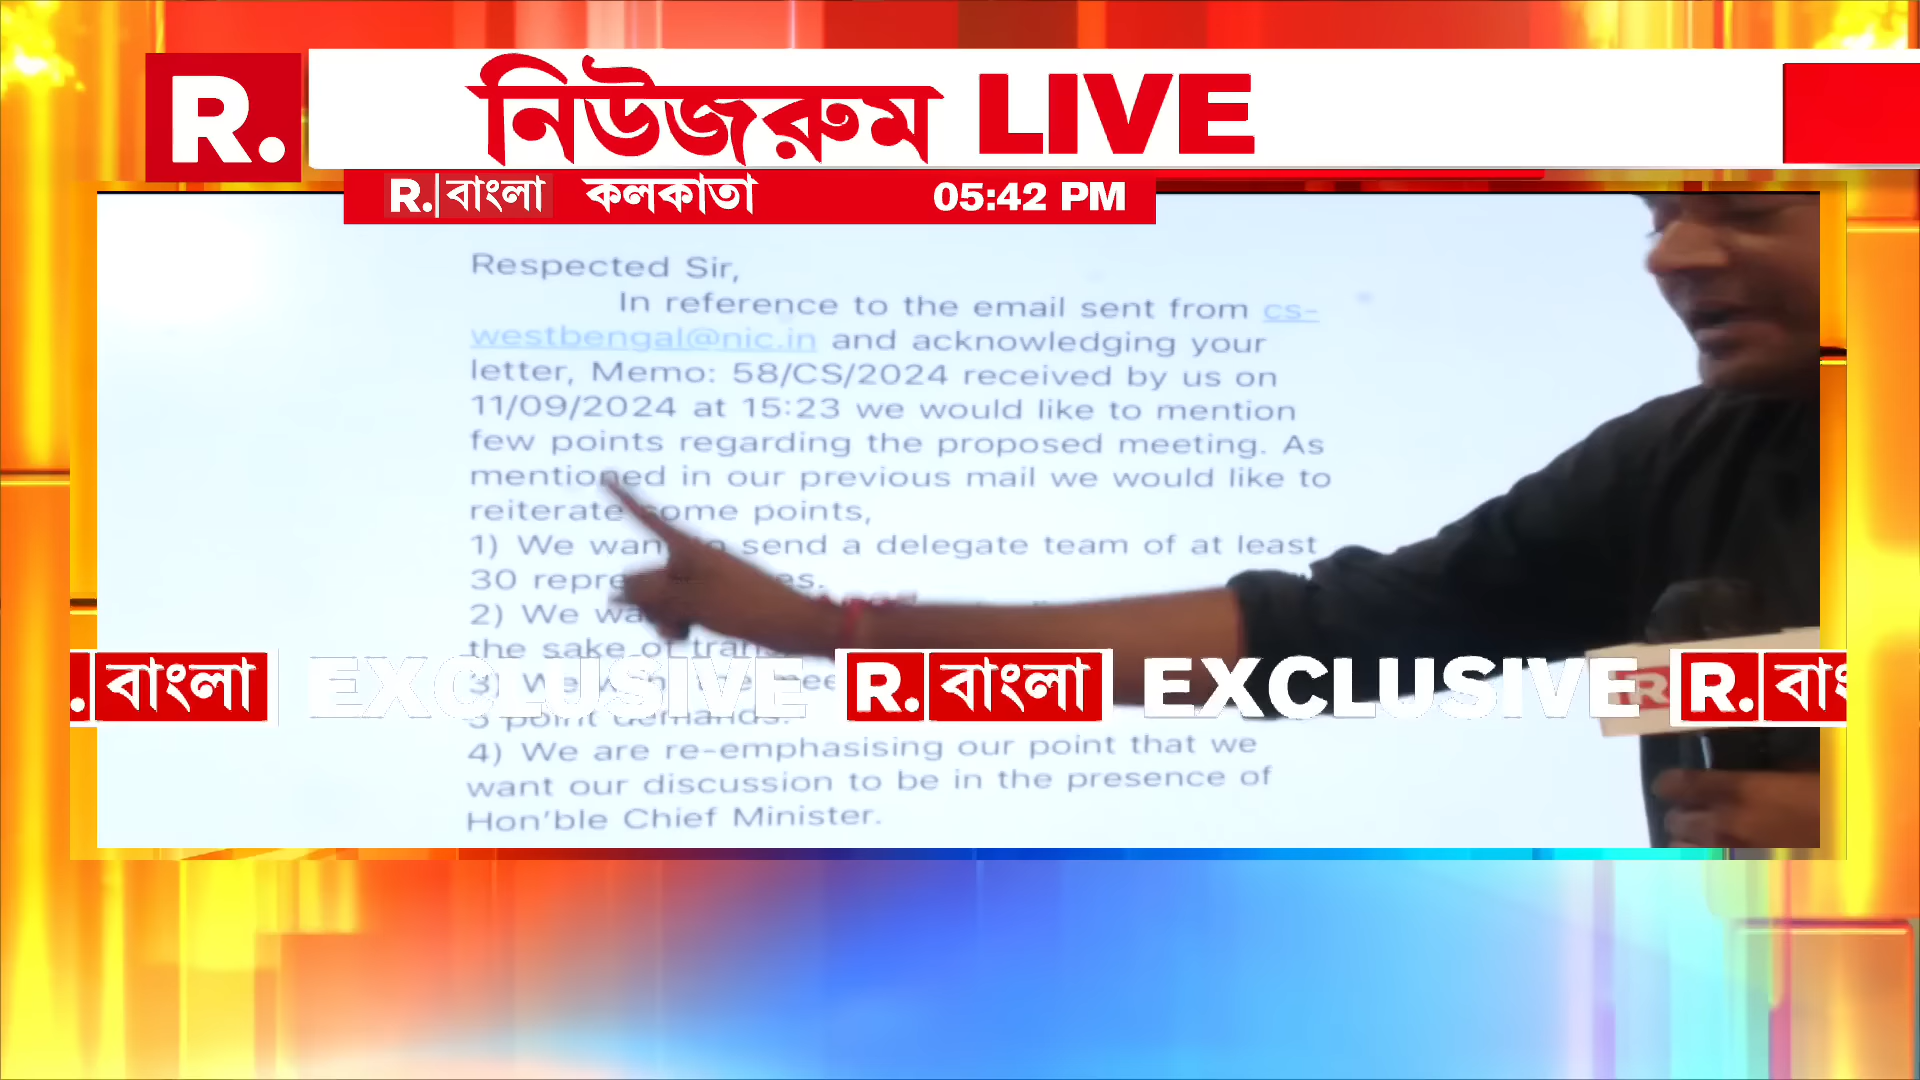 R. নিউজরুম LIVE
R. বাংলা কলকাতা 05:42 PM
Respected Sir,
In reference to the email sent from cs-
westbengal@nic.in and acknowledging your
letter, Memo: 58/CS/2024 received by us on
11/09/2024 at 15:23 we would like to mention
few points regarding the proposed meeting. As
mentioned in our previous mail we would like to
reiterate some points,
1) We want to send a delegate team of at least
30
2) We
the sake of
R. বাংলা EXCLUSIVE R. বাংলা EXCLUSIVE R.
3) We
5 point demands.
4) We are re-emphasising our point that we
want our discussion to be in the presence of
Hon'ble Chief Minister.